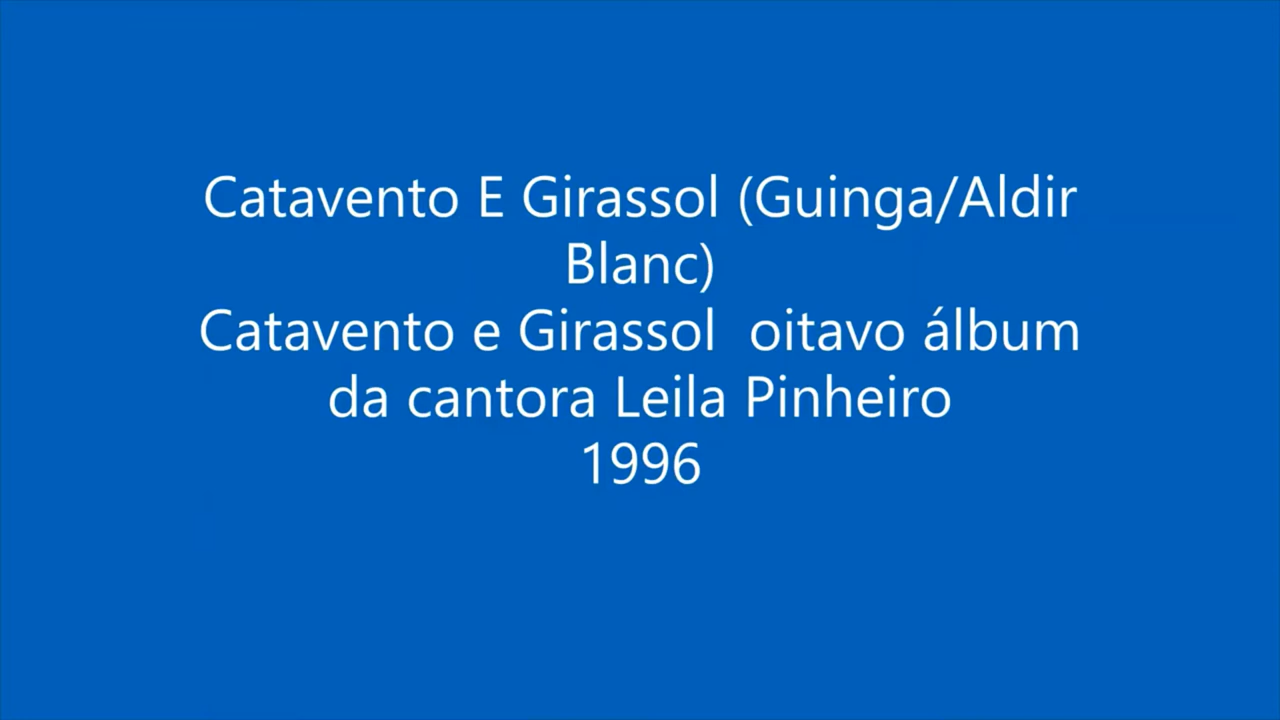 Catavento E Girassol (Guinga/Aldir
Blanc)
Catavento e Girassol  oitavo álbum
da cantora Leila Pinheiro
1996